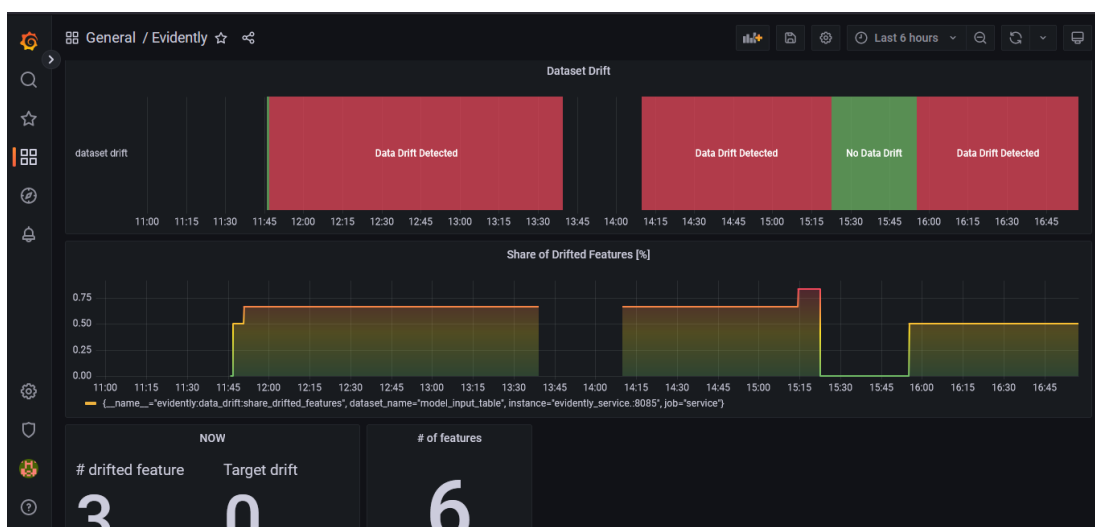 General / Evidently
Last 6 hours
Dataset Drift
dataset drift
Data Drift Detected
Data Drift Detected
No Data Drift
Data Drift Detected
11:00 11:15 11:30 11:45 12:00 12:15 12:30 12:45 13:00 13:15 13:30 13:45 14:00 14:15 14:30 14:45 15:00 15:15 15:30 15:45 16:00 16:15 16:30 16:45
Share of Drifted Features [%]
0.75
0.50
0.25
0.00
11:00 11:15 11:30 11:45 12:00 12:15 12:30 12:45 13:00 13:15 13:30 13:45 14:00 14:15 14:30 14:45 15:00 15:15 15:30 15:45 16:00 16:15 16:30 16:45
{__name__="evidently:data_drift:share_drifted_features", dataset_name="model_input_table", instance="evidently_service.:8085", job="service"}
NOW
# of features
# drifted feature
Target drift
3
0
6